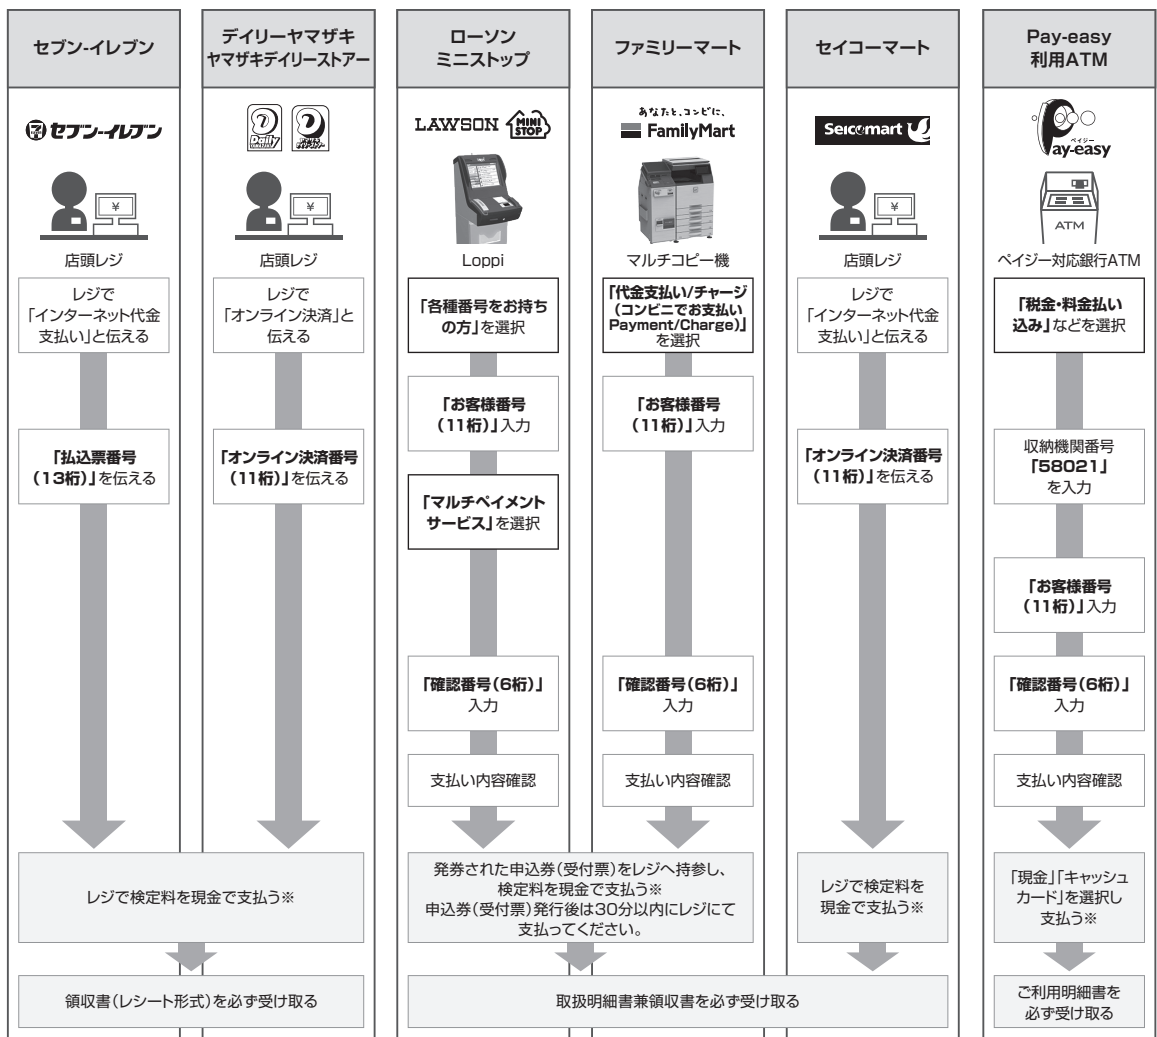 セブン-イレブン
デイリーヤマザキ
ヤマザキデイリーストアー
ローソン
ミニストップ
ファミリーマート
セイコーマート
Pay-easy
利用ATM
セブン-イレブン
Daily
LAWSON
MINI
STOP
あなたと、コンビに、
FamilyMart
Seicomart
ペイジー
Pay-easy
¥
¥
¥
ATM
店頭レジ
店頭レジ
Loppi
マルチコピー機
店頭レジ
ペイジー対応銀行ATM
レジで
「インターネット代金
支払い」と伝える
レジで
「オンライン決済」と
伝える
「各種番号をお持ち
の方」を選択
「代金支払い/チャージ
(コンビニでお支払い
Payment/Charge)」
を選択
レジで
「インターネット代金
支払い」と伝える
「税金・料金払い
込み」などを選択
「お客様番号
(11桁)」入力
「お客様番号
(11桁)」入力
「払込票番号
(13桁)」を伝える
「オンライン決済番号
(11桁)」を伝える
「マルチペイメント
サービス」を選択
「オンライン決済番号
(11桁)」を伝える
収納機関番号
「58021」
を入力
「お客様番号
(11桁)」入力
「確認番号(6桁)」
入力
「確認番号(6桁)」
入力
「確認番号(6桁)」
入力
支払い内容確認
支払い内容確認
支払い内容確認
レジで検定料を現金で支払う※
発券された申込券(受付票)をレジへ持参し、
検定料を現金で支払う※
申込券(受付票)発行後は30分以内にレジにて
支払ってください。
レジで検定料を
現金で支払う※
「現金」「キャッシュ
カード」を選択し
支払う※
領収書(レシート形式)を必ず受け取る
取扱明細書兼領収書を必ず受け取る
ご利用明細書を
必ず受け取る